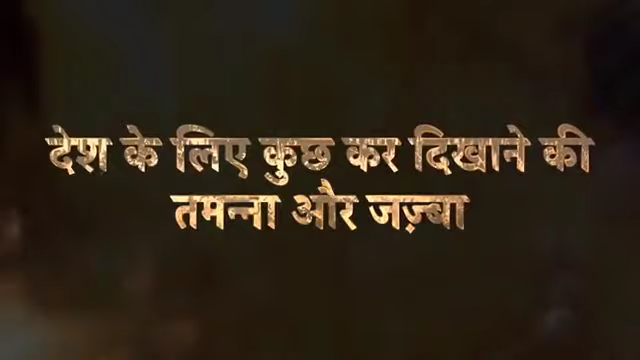 देश के लिए कुछ कर दिखाने की
तमन्ना और जज़्बा